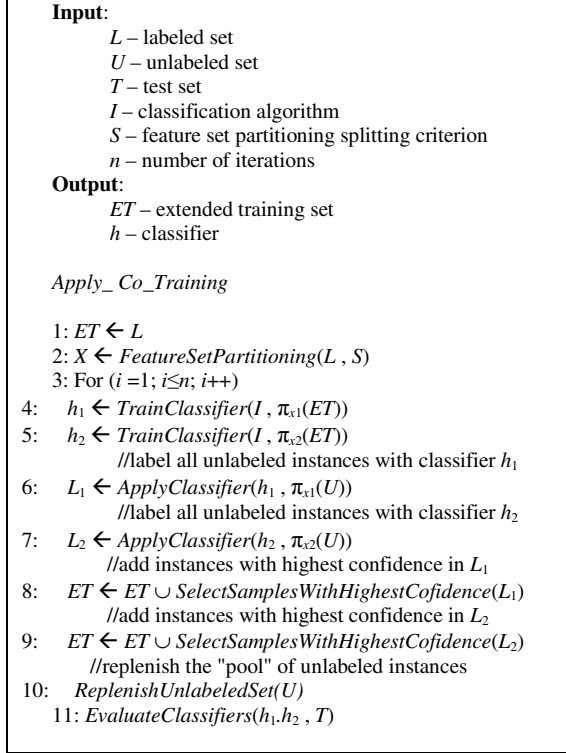 Input:
L – labeled set
U – unlabeled set
T – test set
I – classification algorithm
S – feature set partitioning splitting criterion
n – number of iterations
Output:
ET – extended training set
h – classifier
Apply_ Co_Training
1: ET ← L
2: X ← FeatureSetPartitioning(L , S)
3: For (i =1; i≤n; i++)
4: h₁ ← TrainClassifier(I , πₓ₁(ET))
5: h₂ ← TrainClassifier(I , πₓ₂(ET))
//label all unlabeled instances with classifier h₁
6: L₁ ← ApplyClassifier(h₁ , πₓ₁(U))
//label all unlabeled instances with classifier h₂
7: L₂ ← ApplyClassifier(h₂ , πₓ₂(U))
//add instances with highest confidence in L₁
8: ET ← ET ∪ SelectSamplesWithHighestCofidence(L₁)
//add instances with highest confidence in L₂
9: ET ← ET ∪ SelectSamplesWithHighestCofidence(L₂)
//replenish the "pool" of unlabeled instances
10: ReplenishUnlabeledSet(U)
11: EvaluateClassifiers(h₁.h₂ , T)